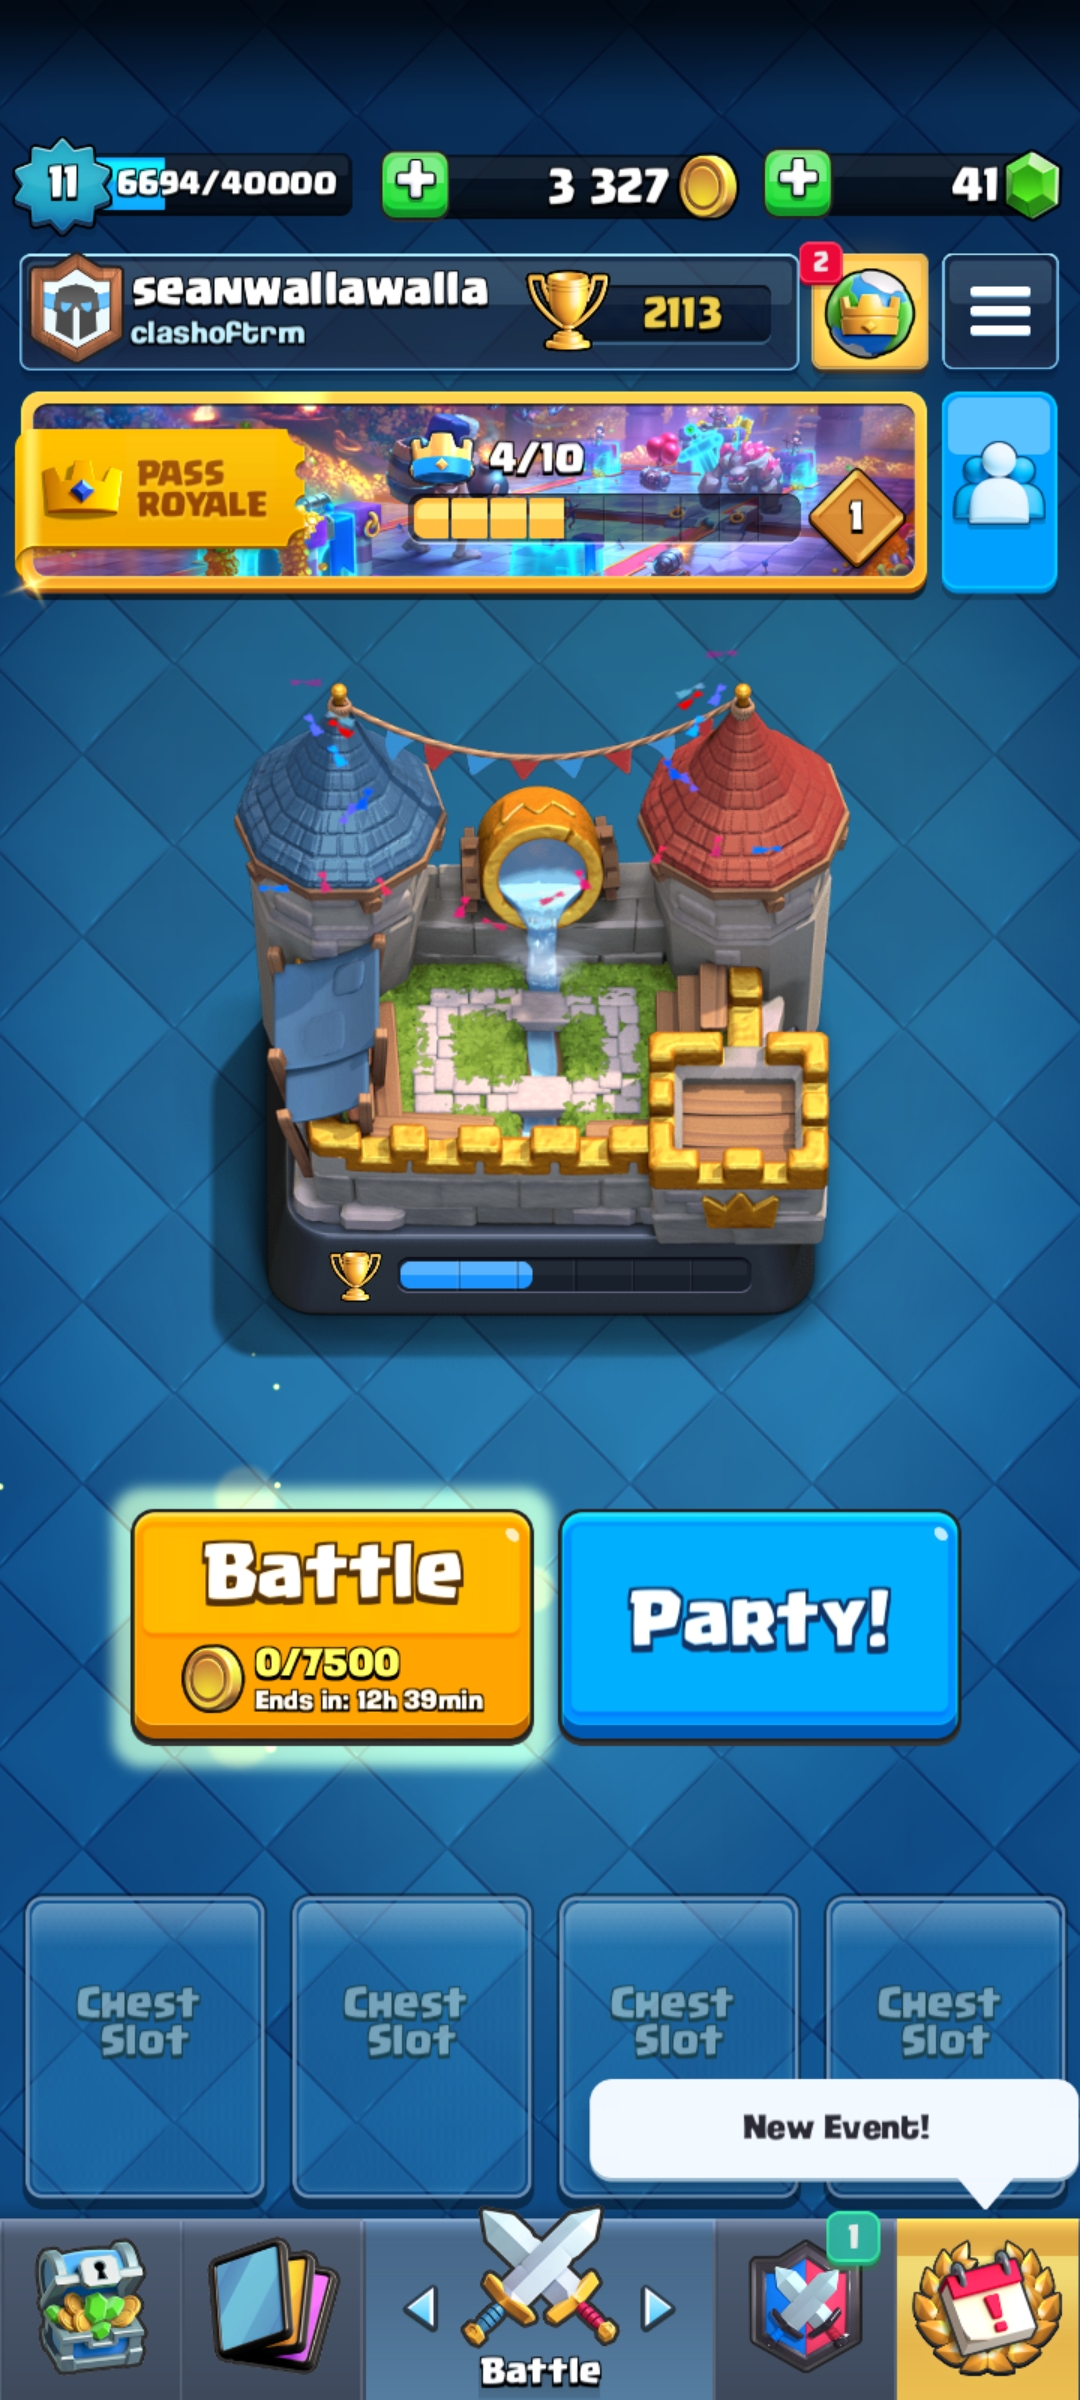 11
6694/40000
3 327
41
seanwallawalla
2113
clashoftrm
2
PASS
ROYALE
4/10
1
Battle
0/7500
Ends in: 12h 39min
Party!
Chest
Slot
Chest
Slot
Chest
Slot
Chest
Slot
New Event!
1
Battle